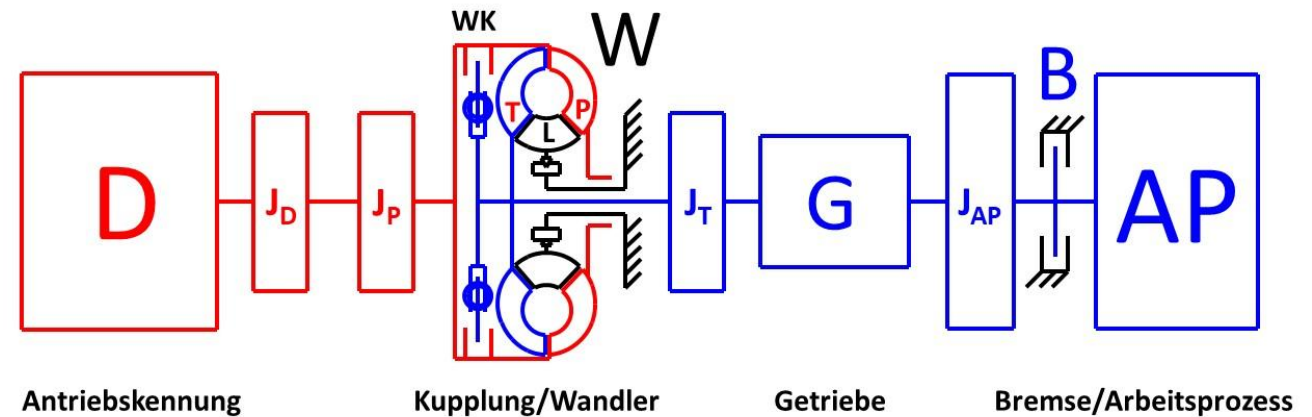 WK
W
B
T
P
L
D
J_D
J_P
J_T
G
J_AP
AP
Antriebskennung
Kupplung/Wandler
Getriebe
Bremse/Arbeitsprozess